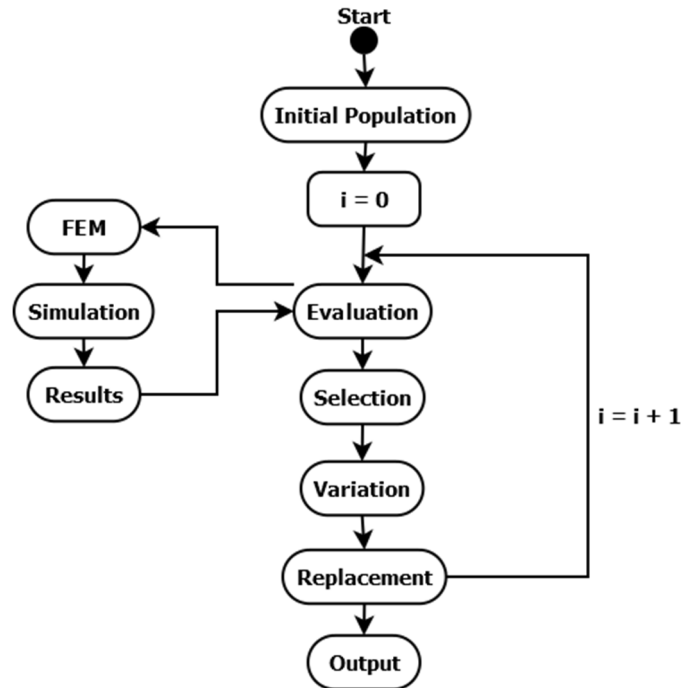 Start
Initial Population
i = 0
FEM
Simulation
Evaluation
Results
Selection
i = i + 1
Variation
Replacement
Output